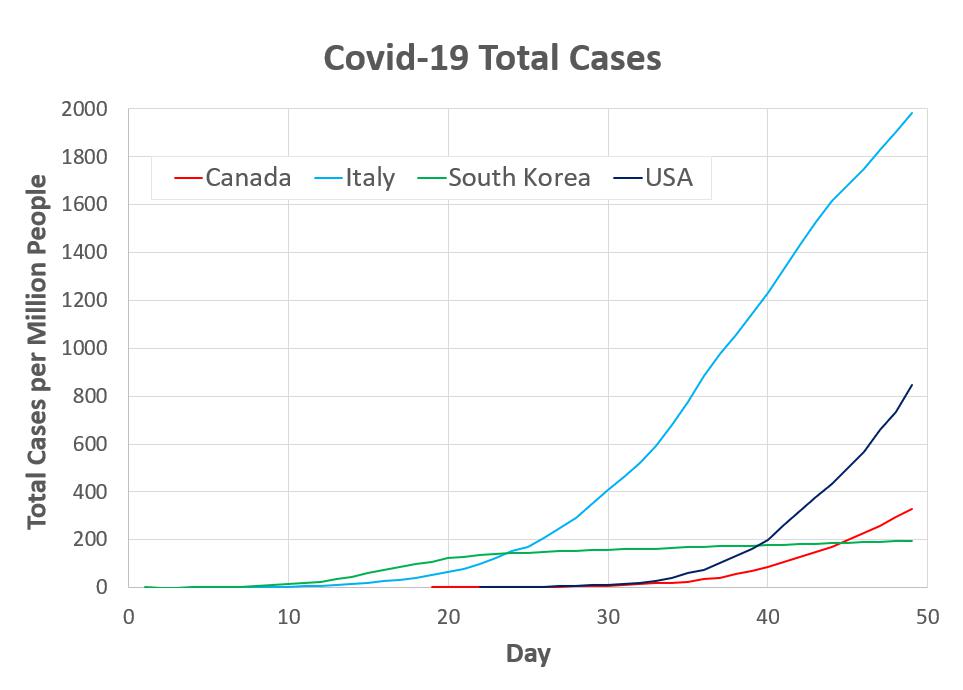 Covid-19 Total Cases
Total Cases per Million People
2000
1800
1600
1400
1200
1000
800
600
400
200
0
Canada Italy South Korea USA
0 10 20 30 40 50
Day